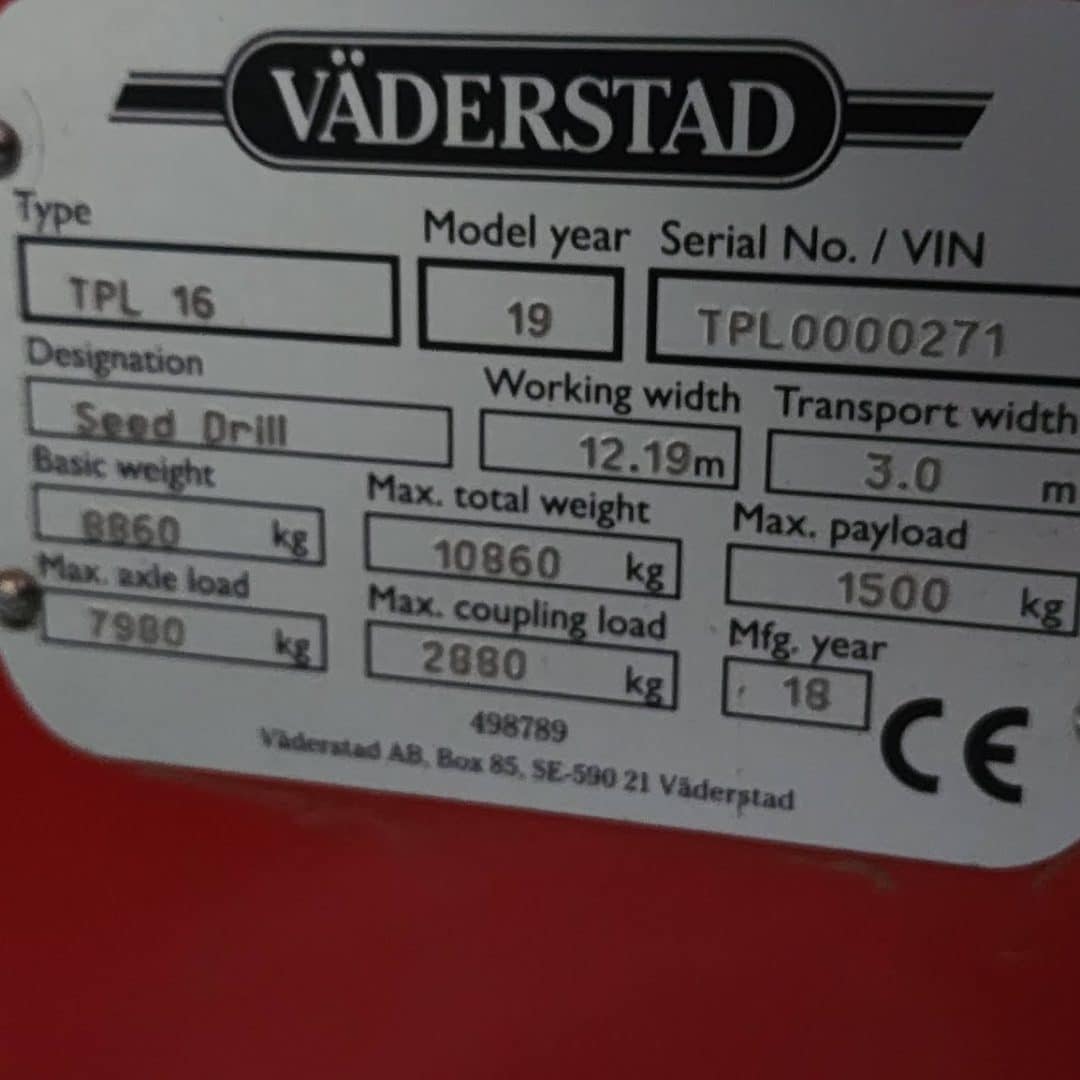 VÄDERSTAD
Type Model year Serial No. / VIN
TPL 16 19 TPL0000271
Designation Working width Transport width
Seed Drill 12.19m 3.0 m
Basic weight Max. total weight Max. payload
8860 kg 10860 kg 1500 kg
Max. axle load Max. coupling load Mfg. year
7980 kg 2880 kg 18
CE
498789
Väderstad AB, Box 85, SE-590 21 Väderstad